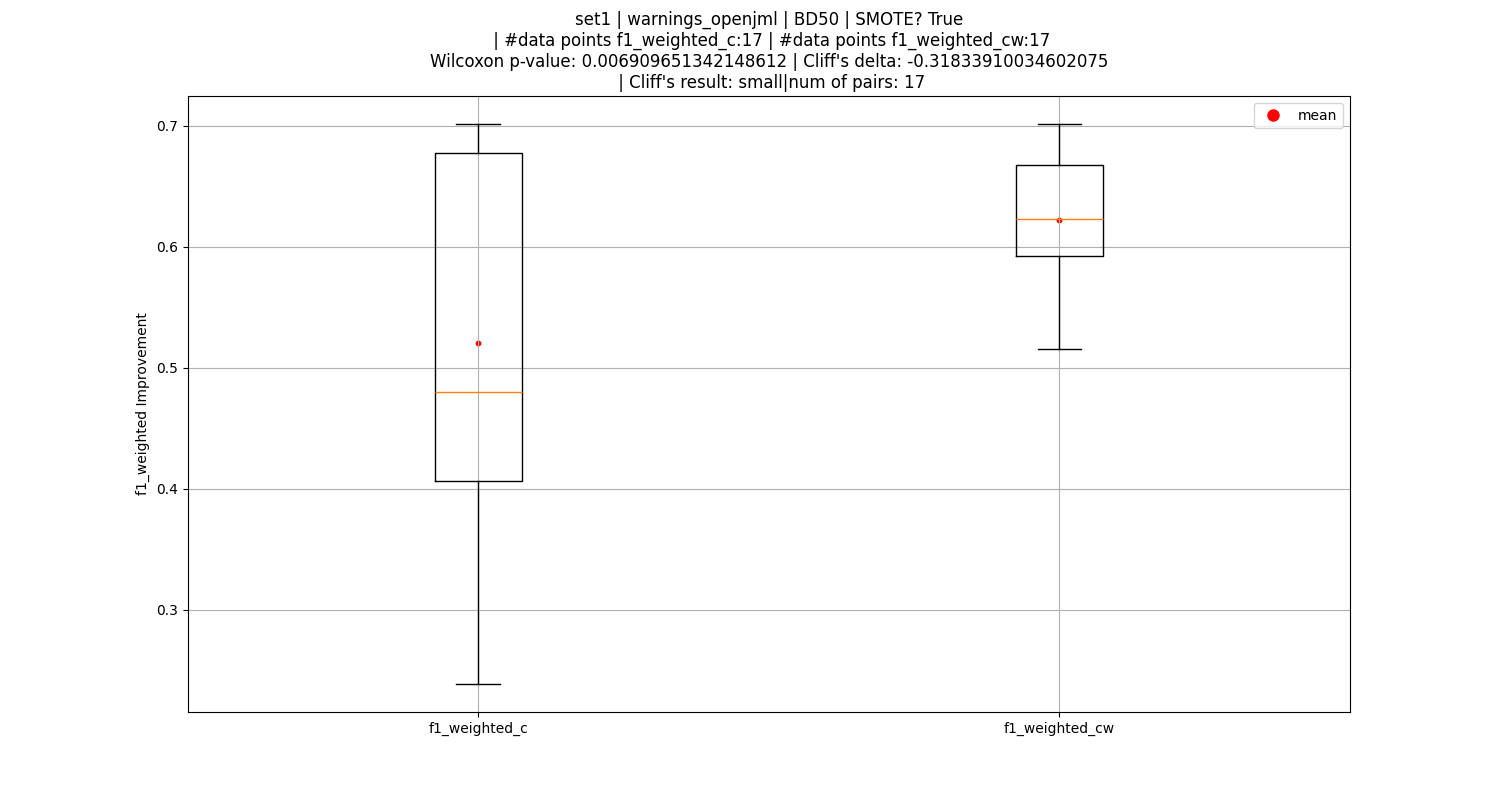 set1 | warnings_openjml | BD50 | SMOTE? True
| #data points f1_weighted_c:17 | #data points f1_weighted_cw:17
Wilcoxon p-value: 0.006909651342148612 | Cliff's delta: -0.31833910034602075
| Cliff's result: small|num of pairs: 17
mean
0.7
0.6
0.5
0.4
0.3
f1_weighted Improvement
f1_weighted_c
f1_weighted_cw